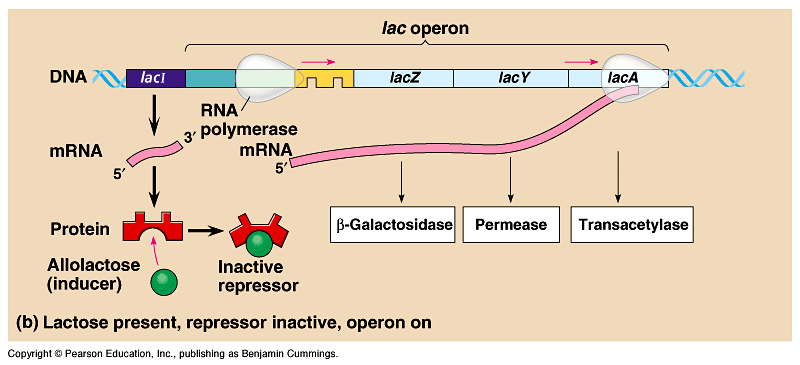 lac operon
DNA
lacI
lacZ
lacY
lacA
RNA
polymerase
mRNA
3′
5′
mRNA
5′
Protein
β-Galactosidase
Permease
Transacetylase
Allolactose
(inducer)
Inactive
repressor
(b) Lactose present, repressor inactive, operon on
Copyright © Pearson Education, Inc., publishing as Benjamin Cummings.